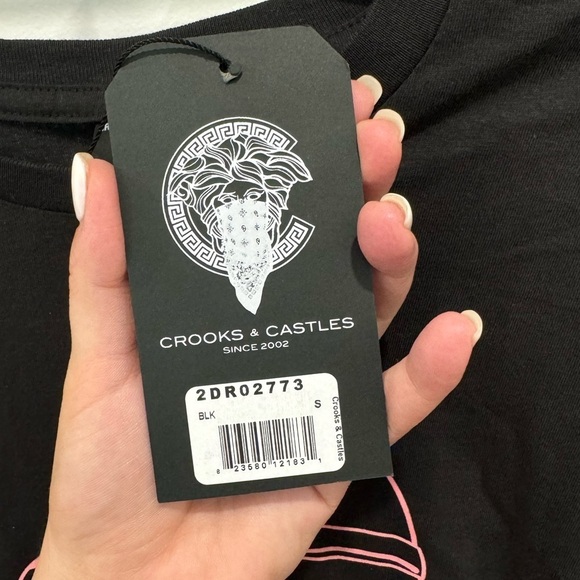 CROOKS & CASTLES
SINCE 2002
2DR02773
BLK S
Crooks & Castles
8 23580 12183 1